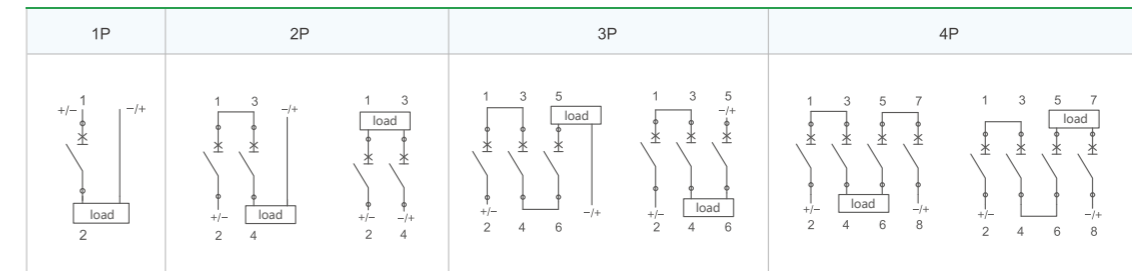 1P 2P 3P 4P
1 3 5 7 1 3 5 7
1 3 5 1 3 5
1 1 3 1 3
+/– –/+ –/+ –/+
load load load load
load load load load
load
+/– +/– –/+ +/– –/+ +/– +/– –/+ +/– –/+
2 2 4 2 4 2 4 6 2 4 6 2 4 6 8 2 4 6 8